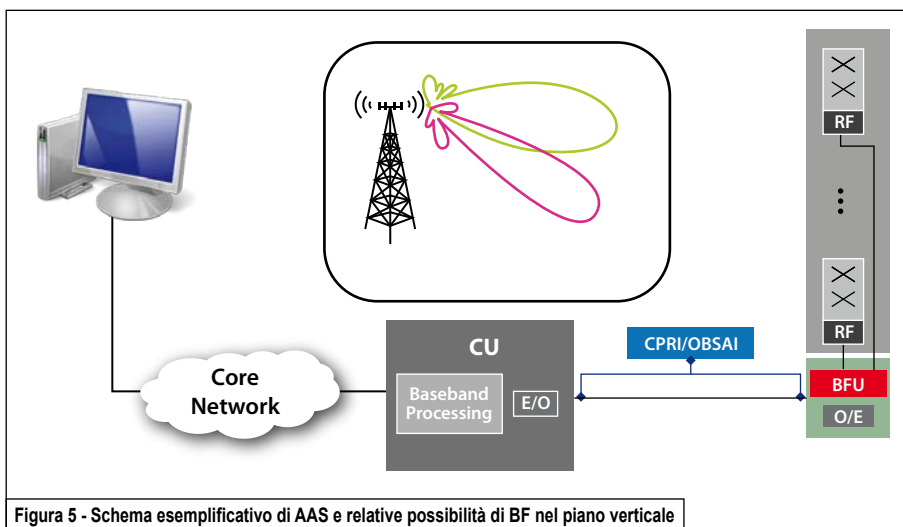 RF
RF
CU
Baseband
Processing
E/O
CPRI/OBSAI
BFU
O/E
Core
Network
Figura 5 - Schema esemplificativo di AAS e relative possibilità di BF nel piano verticale